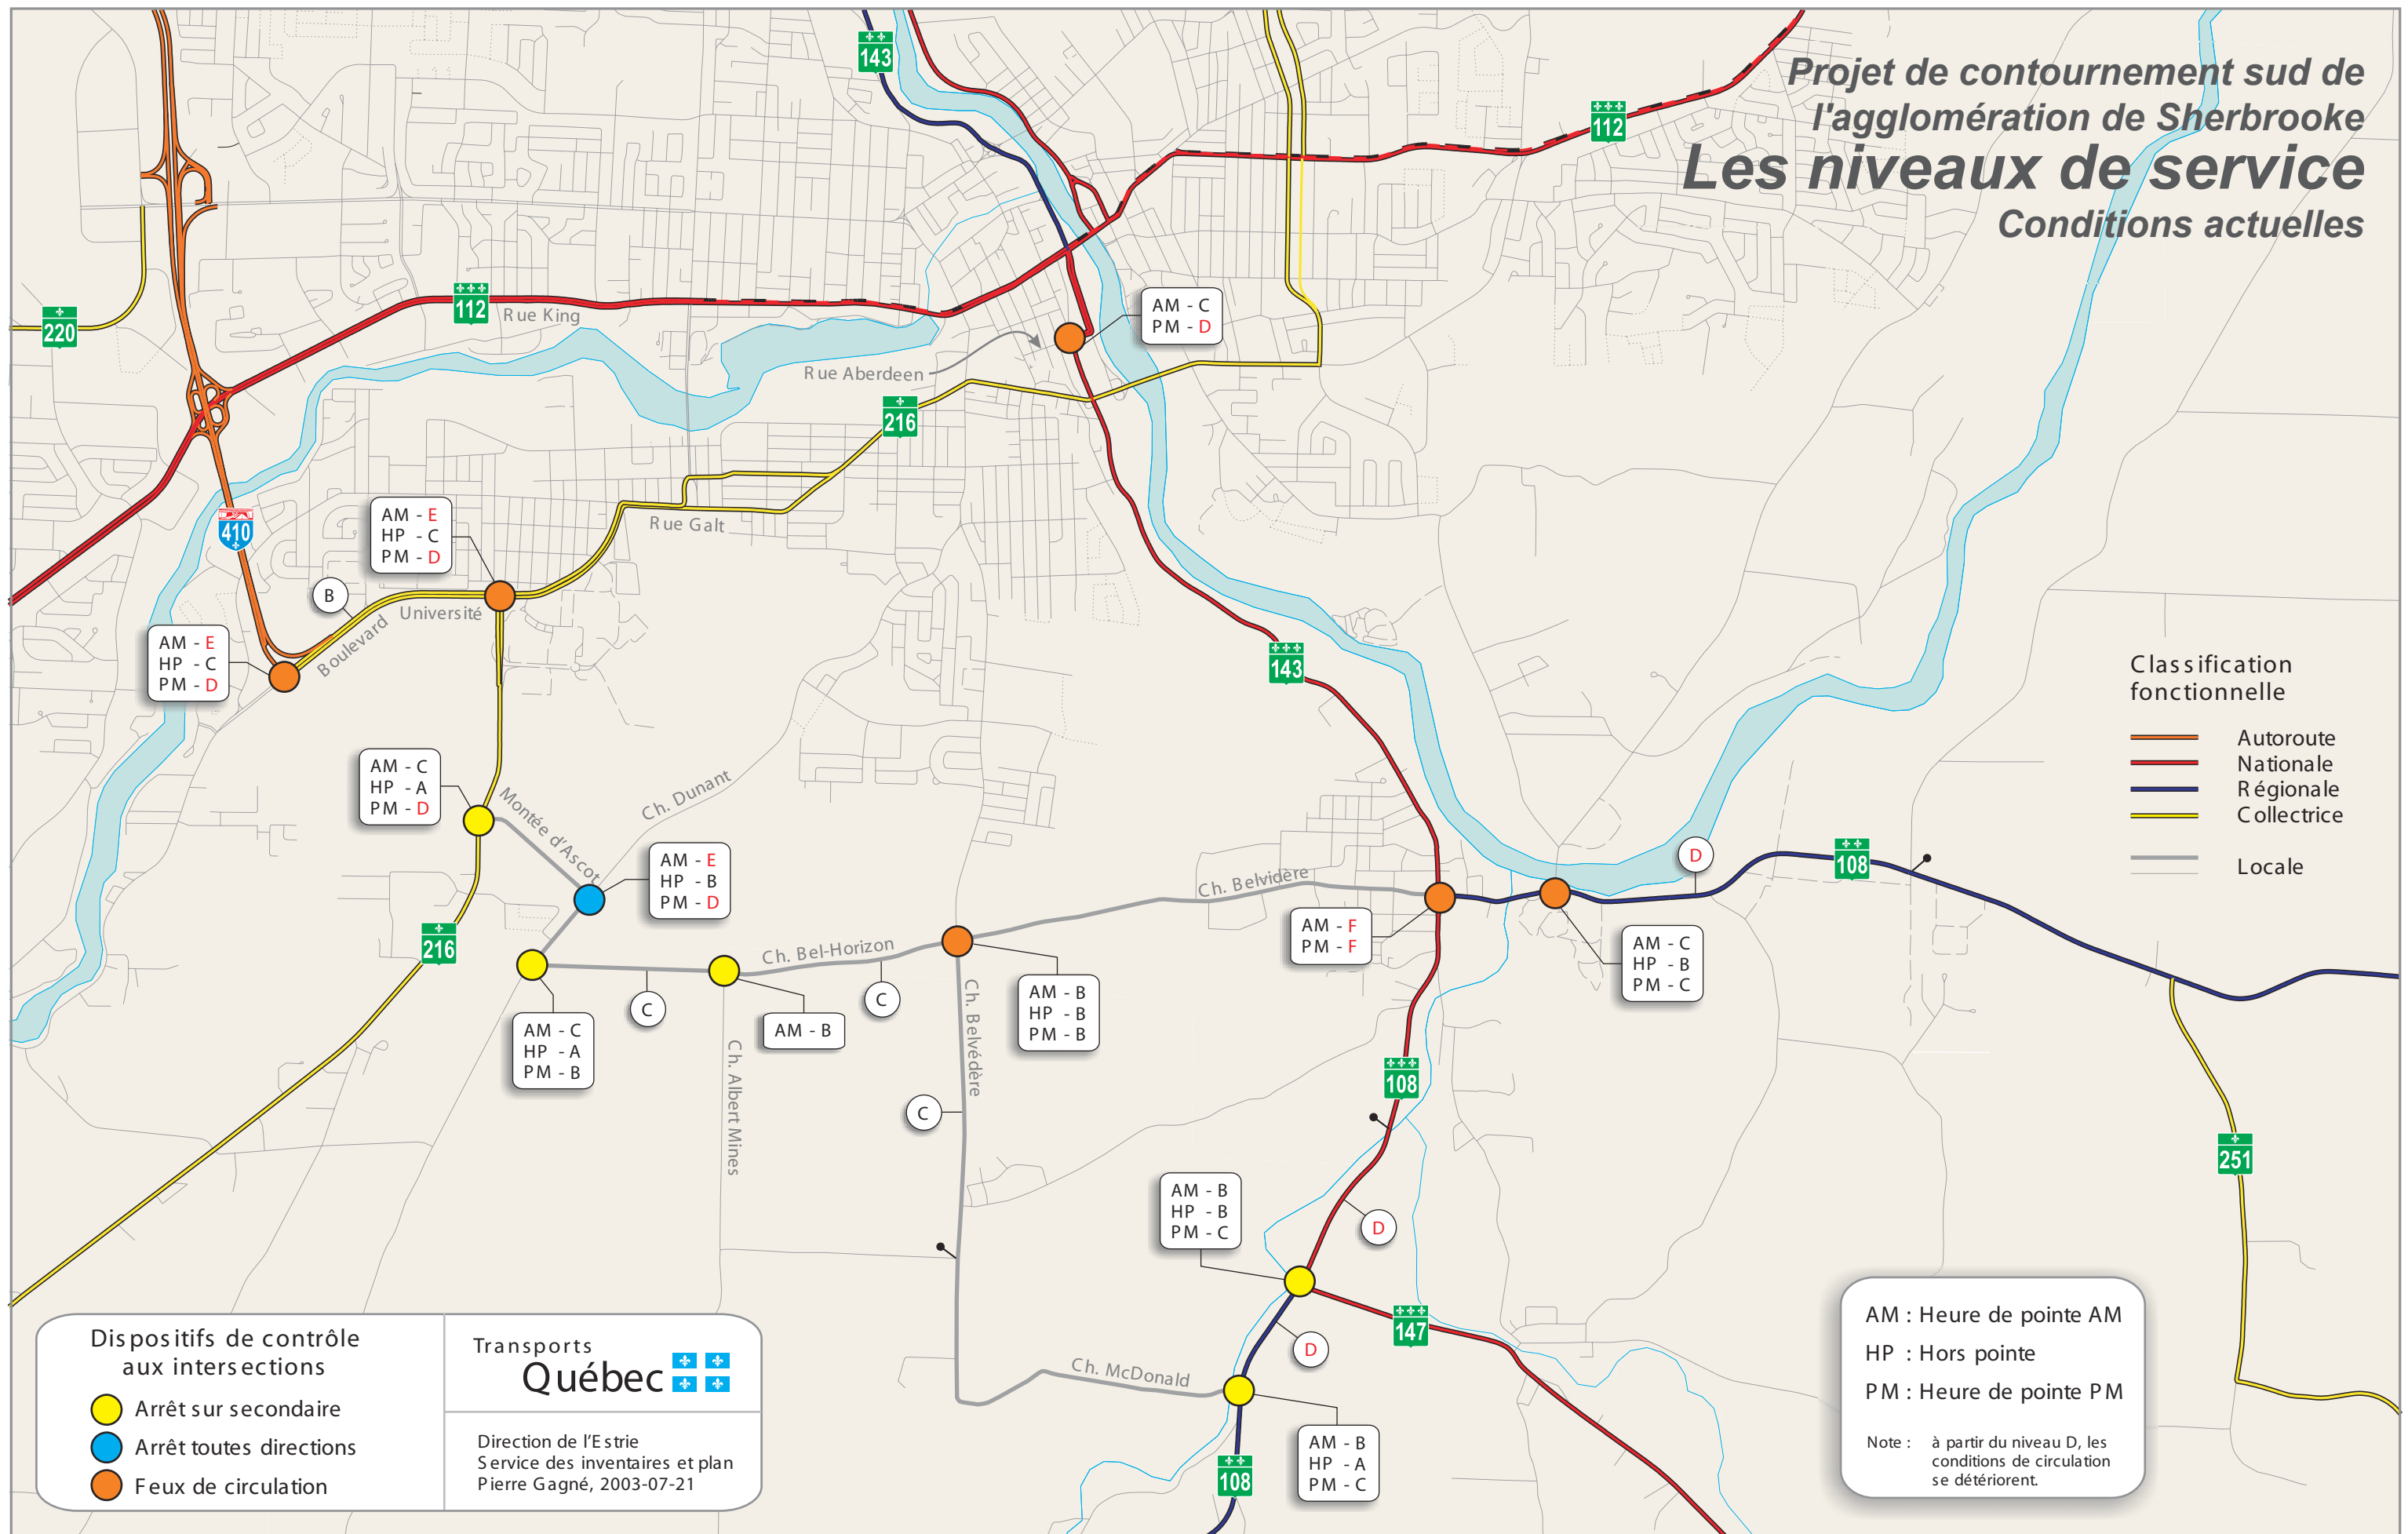 Projet de contournement sud de
l'agglomération de Sherbrooke
Les niveaux de service
Conditions actuelles
143
112
112
Rue King
220
AM - C
PM - D
Rue Aberdeen
216
410
AM - E
HP - C
PM - D
Rue Galt
B
Université
Boulevard
AM - E
HP - C
PM - D
143
Classification
fonctionnelle
Autoroute
Nationale
Régionale
Collectrice
Locale
AM - C
HP - A
PM - D
Montée d'Ascot
Ch. Dunant
AM - E
HP - B
PM - D
216
Ch. Belvidère
D
108
AM - F
PM - F
AM - C
HP - B
PM - C
Ch. Bel-Horizon
C
C
AM - C
HP - A
PM - B
AM - B
AM - B
HP - B
PM - B
Ch. Albert Mines
Ch. Belvédère
C
108
251
AM - B
HP - B
PM - C
D
147
D
Ch. McDonald
AM - B
HP - A
PM - C
108
Dispositifs de contrôle
aux intersections
Arrêt sur secondaire
Arrêt toutes directions
Feux de circulation
Transports
Québec
Direction de l'Estrie
Service des inventaires et plan
Pierre Gagné, 2003-07-21
AM : Heure de pointe AM
HP : Hors pointe
PM : Heure de pointe PM
Note : à partir du niveau D, les
conditions de circulation
se détériorent.